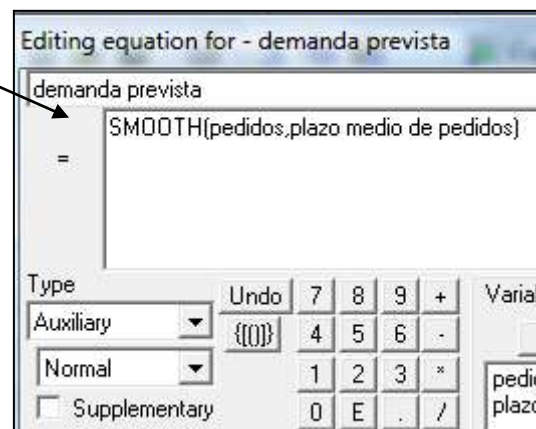 Editing equation for - demanda prevista
demanda prevista
SMOOTH(pedidos,plazo medio de pedidos)
=
Type
Undo 7 8 9 +
Auxiliary
{[()]} 4 5 6 -
Normal
1 2 3 *
Supplementary
0 E . /